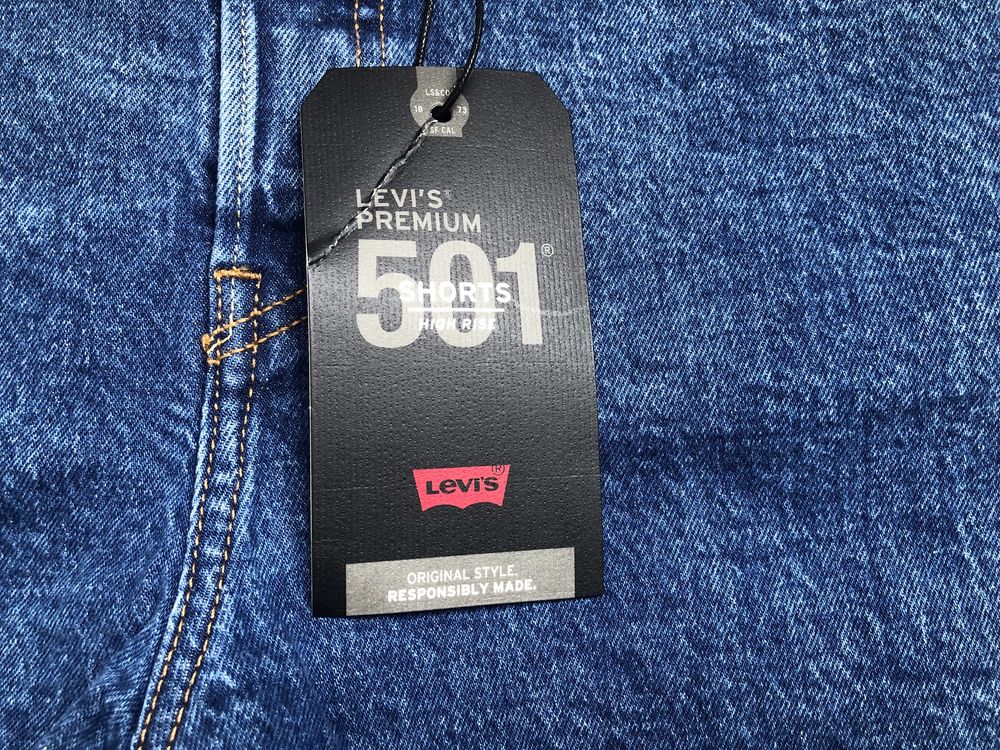 LS&CO
18 73
SF CAL
LEVI'S®
PREMIUM
501®
SHORTS
HIGH RISE
LEVI'S®
ORIGINAL STYLE.
RESPONSIBLY MADE.